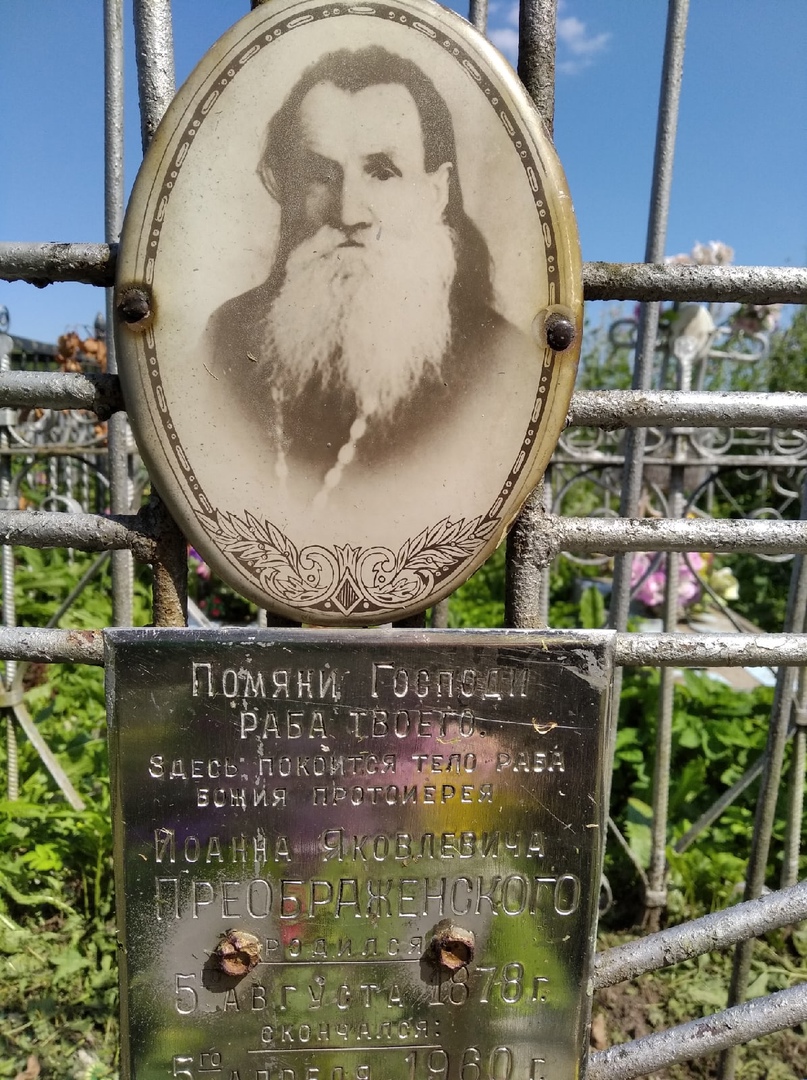 Помяни, Господи
РАБА ТВОЕГО.
ЗДЕСЬ ПОКОИТСЯ ТЕЛО РАБА
БОЖИЯ ПРОТОИЕРЕЯ
ИОАННА ЯКОВЛЕВИЧА
ПРЕОБРАЖЕНСКОГО
РОДИЛСЯ
5 АВГУСТА 1878 г.
СКОНЧАЛСЯ:
5го АПРЕЛЯ 1960 г.